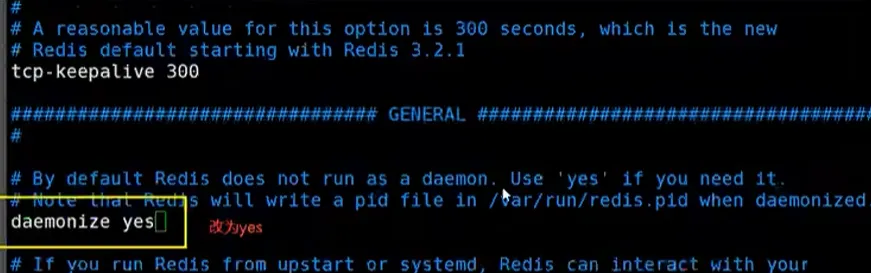 #
# A reasonable value for this option is 300 seconds, which is the new
# Redis default starting with Redis 3.2.1
tcp-keepalive 300
################################# GENERAL #####################################
#
# By default Redis does not run as a daemon. Use 'yes' if you need it.
# Note that Redis will write a pid file in /var/run/redis.pid when daemonized.
daemonize yes 改为yes
# If you run Redis from upstart or systemd, Redis can interact with your